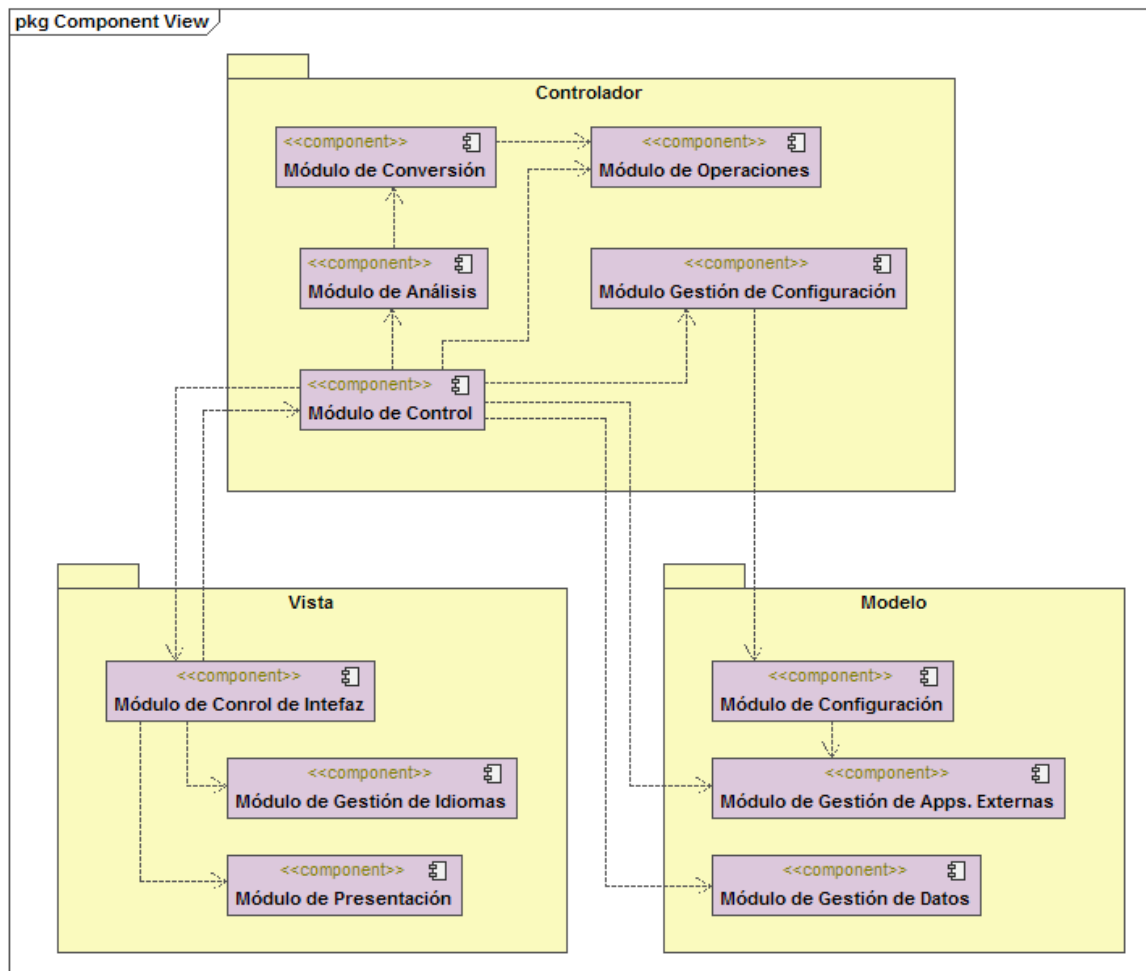 pkg Component View
Controlador
<<component>>
Módulo de Conversión
<<component>>
Módulo de Operaciones
<<component>>
Módulo de Análisis
<<component>>
Módulo Gestión de Configuración
<<component>>
Módulo de Control
Vista
<<component>>
Módulo de Conrol de Intefaz
<<component>>
Módulo de Gestión de Idiomas
<<component>>
Módulo de Presentación
Modelo
<<component>>
Módulo de Configuración
<<component>>
Módulo de Gestión de Apps. Externas
<<component>>
Módulo de Gestión de Datos